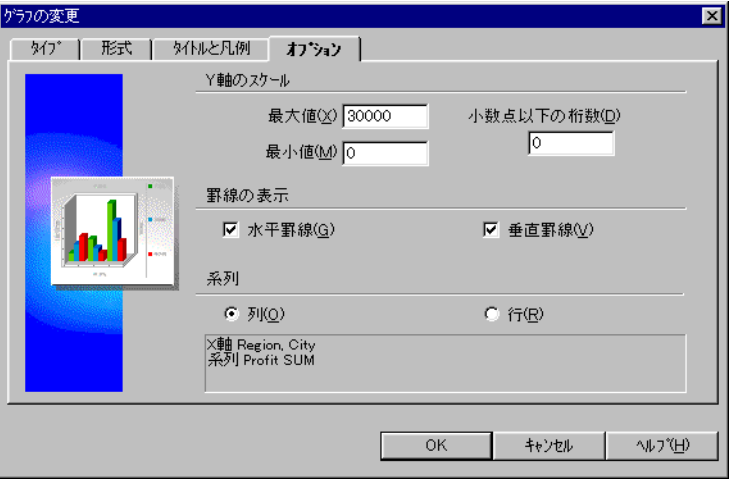 グラフの変更
タイプ 形式 タイトルと凡例 オプション
Y軸のスケール
最大値(X) 30000 小数点以下の桁数(D)
最小値(M) 0 0
罫線の表示
水平罫線(G) 垂直罫線(V)
系列
列(O) 行(R)
X軸 Region, City
系列 Profit SUM
OK キャンセル ヘルプ(H)